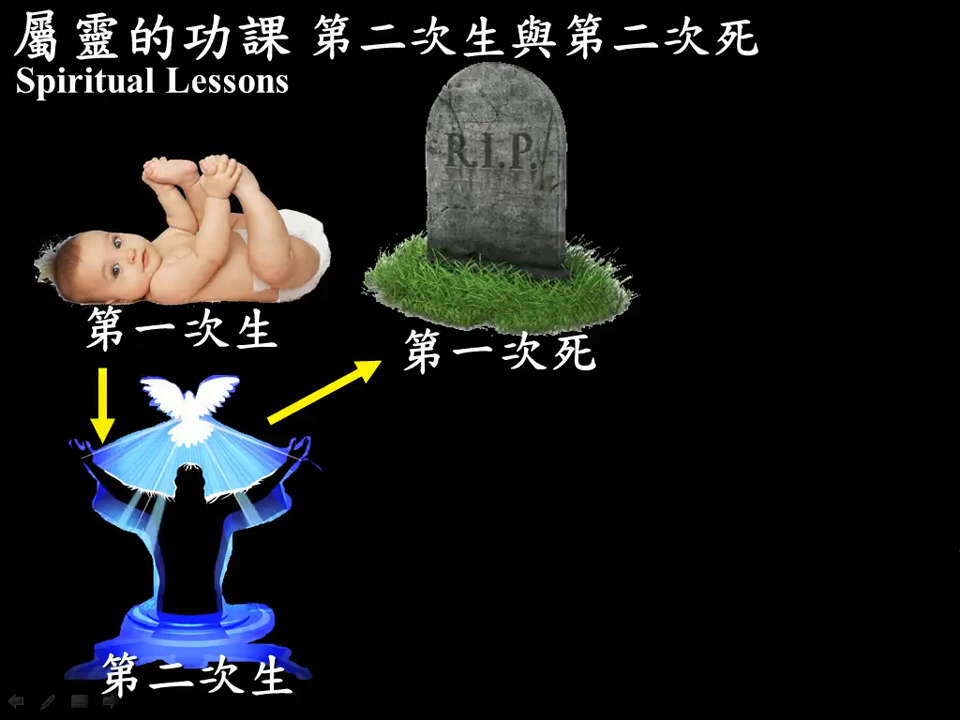 屬靈的功課 第二次生與第二次死
Spiritual Lessons
R.I.P.
第一次生
第一次死
第二次生